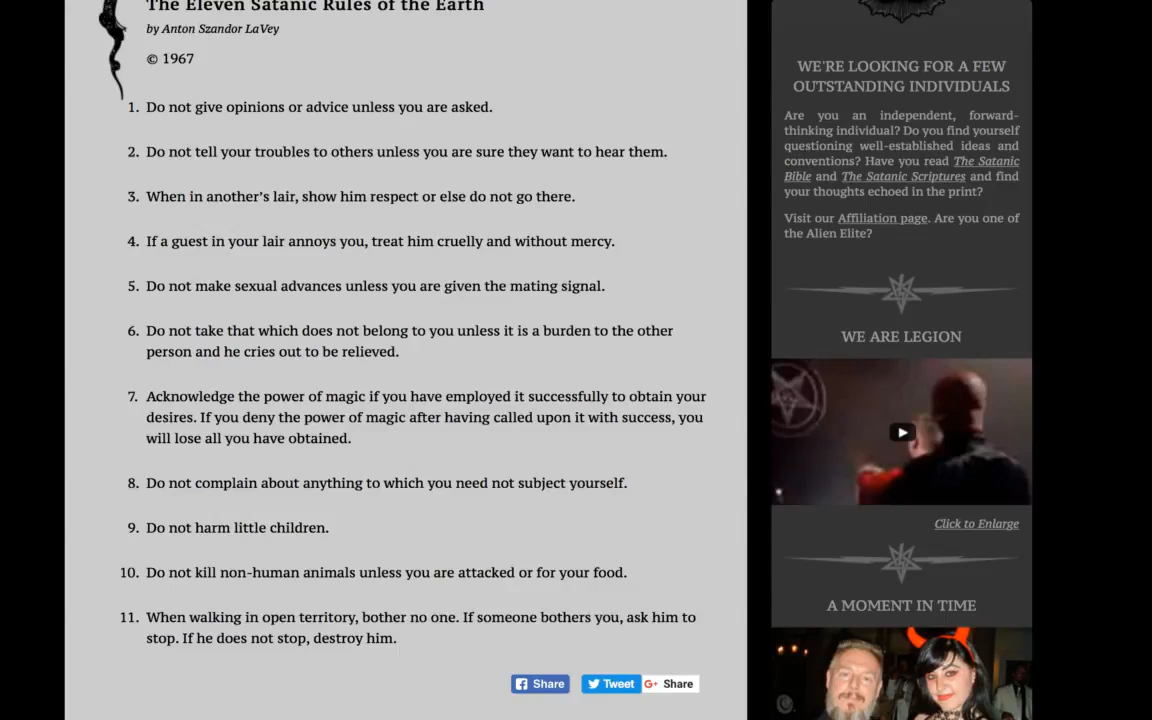 The Eleven Satanic Rules of the Earth
by Anton Szandor LaVey
© 1967
1. Do not give opinions or advice unless you are asked.
2. Do not tell your troubles to others unless you are sure they want to hear them.
3. When in another’s lair, show him respect or else do not go there.
4. If a guest in your lair annoys you, treat him cruelly and without mercy.
5. Do not make sexual advances unless you are given the mating signal.
6. Do not take that which does not belong to you unless it is a burden to the other
person and he cries out to be relieved.
7. Acknowledge the power of magic if you have employed it successfully to obtain your
desires. If you deny the power of magic after having called upon it with success, you
will lose all you have obtained.
8. Do not complain about anything to which you need not subject yourself.
9. Do not harm little children.
10. Do not kill non-human animals unless you are attacked or for your food.
11. When walking in open territory, bother no one. If someone bothers you, ask him to
stop. If he does not stop, destroy him.
Share
Tweet
G+ Share
WE'RE LOOKING FOR A FEW
OUTSTANDING INDIVIDUALS
Are you an independent, forward-
thinking individual? Do you find yourself
questioning well-established ideas and
conventions? Have you read The Satanic
Bible and The Satanic Scriptures and find
your thoughts echoed in the print?
Visit our Affiliation page. Are you one of
the Alien Elite?
WE ARE LEGION
Click to Enlarge
A MOMENT IN TIME